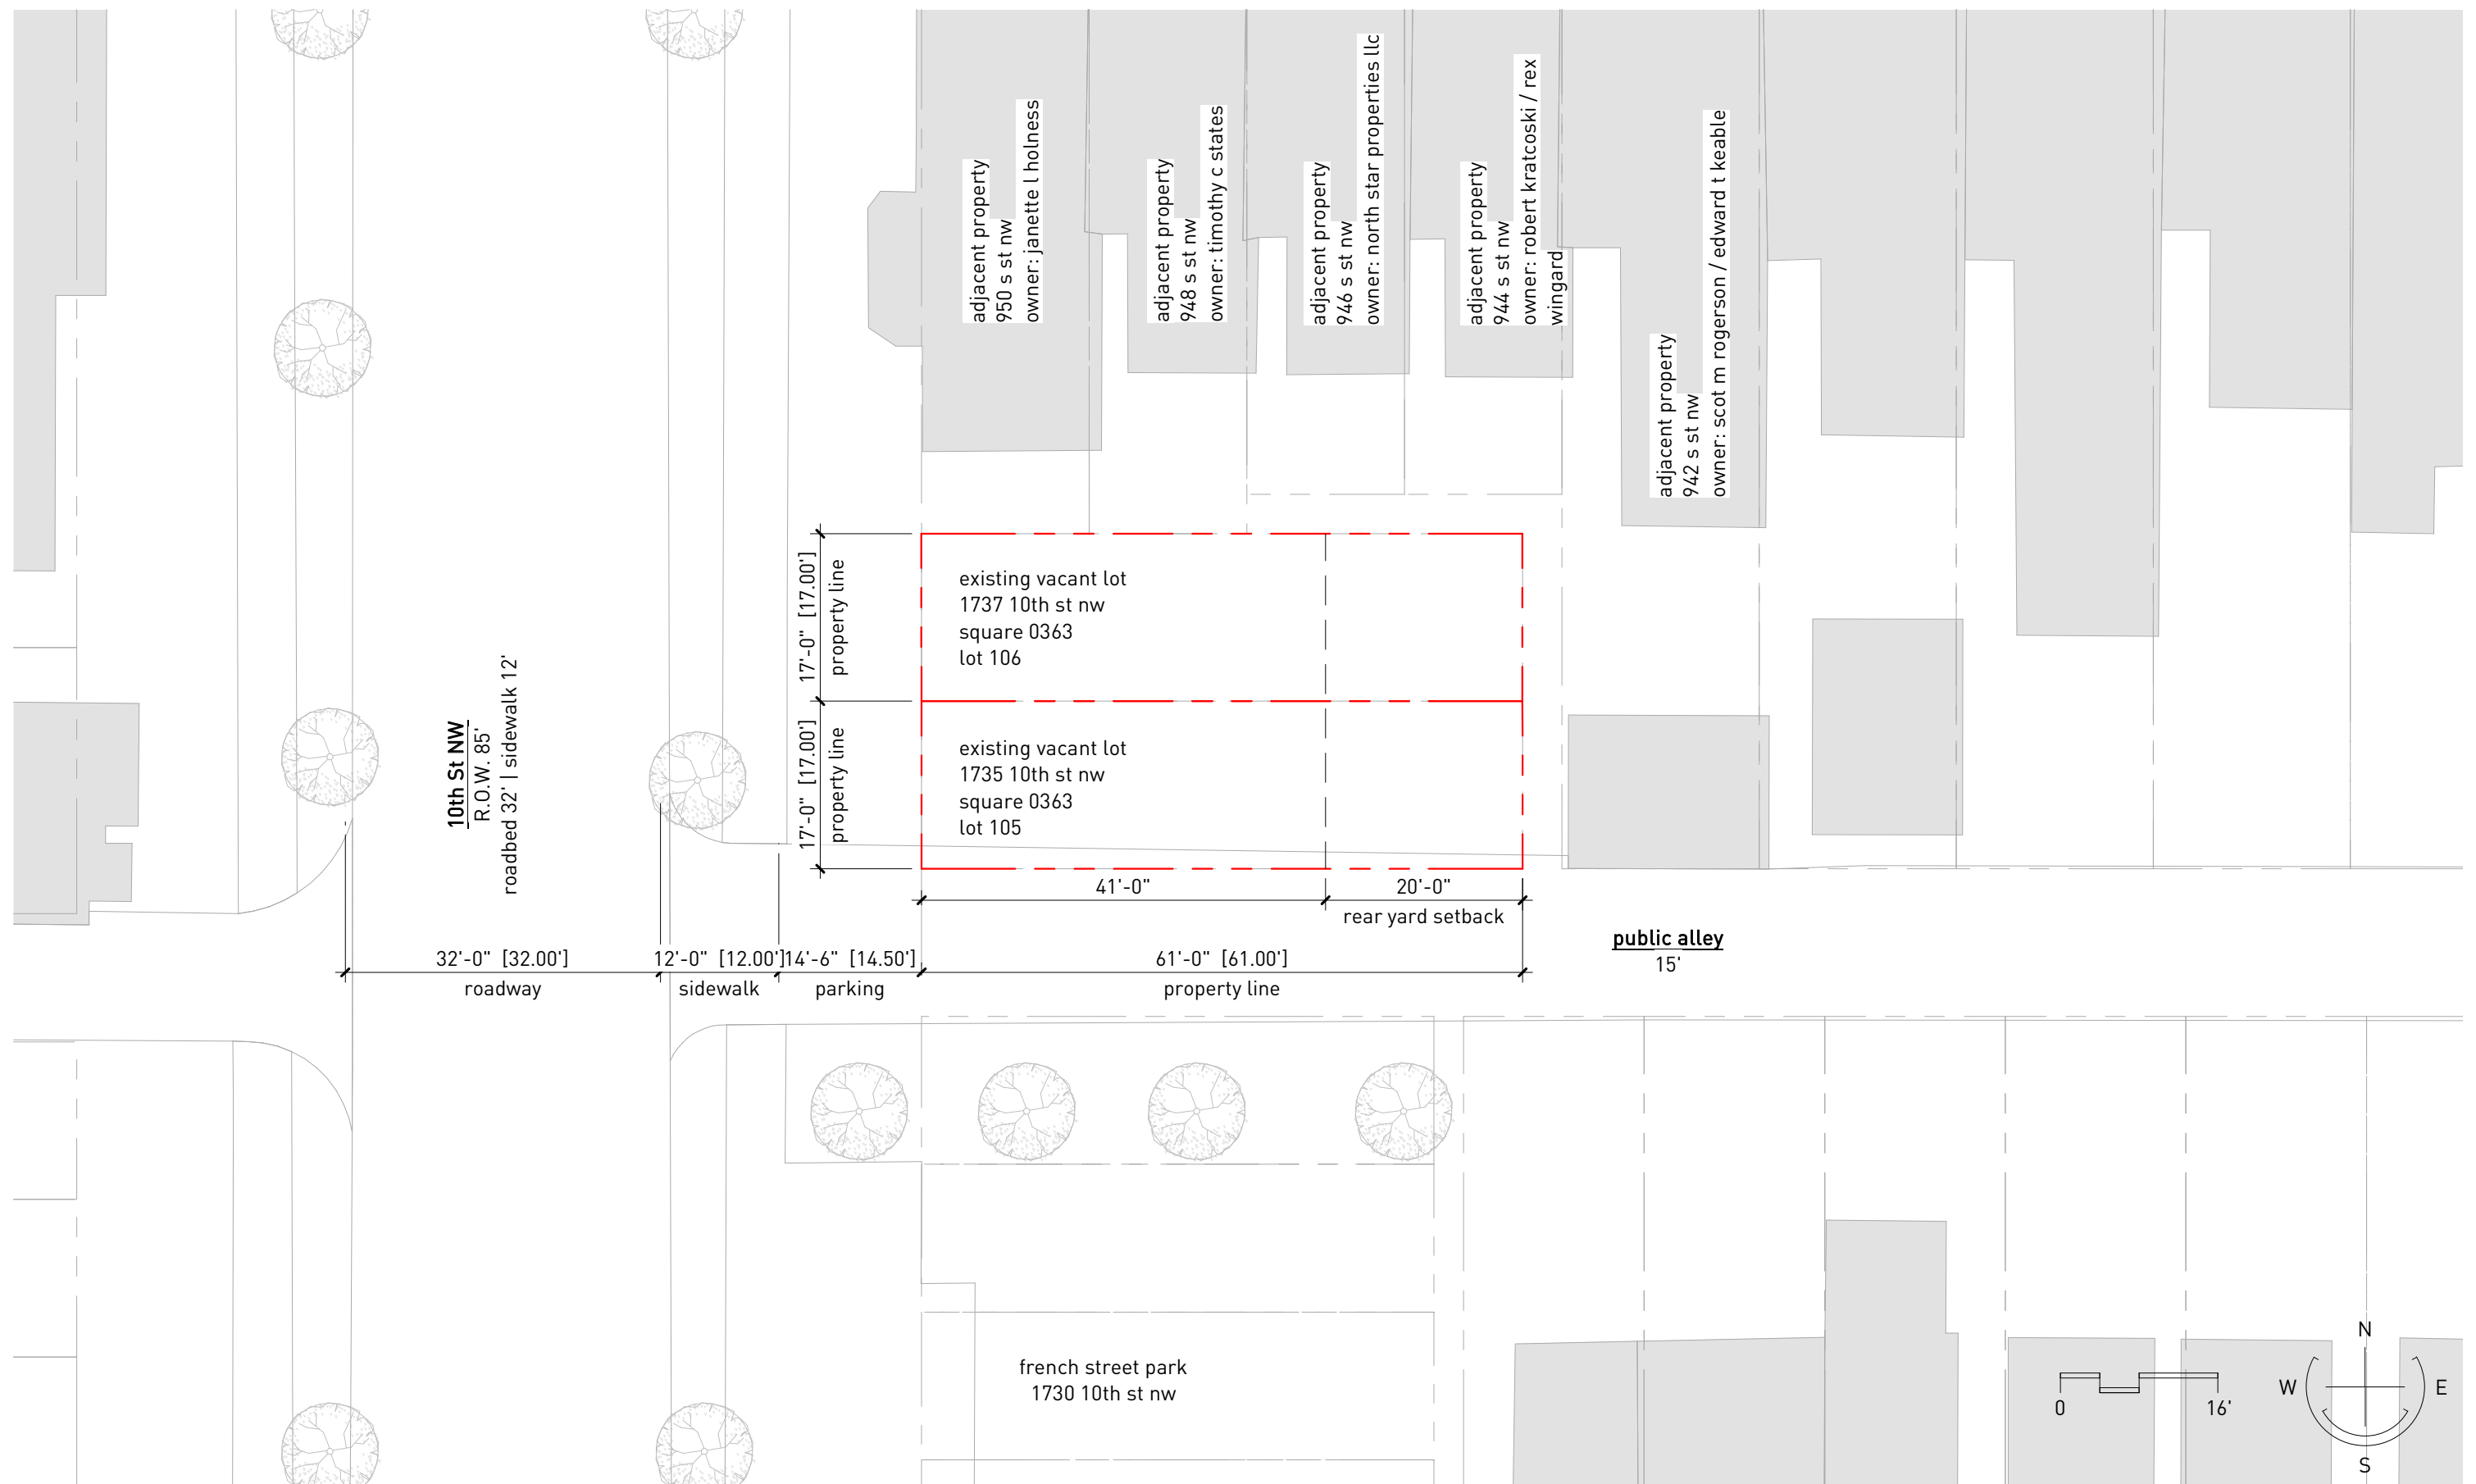 adjacent property
950 s st nw
owner: janette l holness
adjacent property
948 s st nw
owner: timothy c states
adjacent property
946 s st nw
owner: north star properties llc
adjacent property
944 s st nw
owner: robert kratcoski / rex
wingard
adjacent property
942 s st nw
owner: scot m rogerson / edward t keable
17'-0" [17.00']
property line
existing vacant lot
1737 10th st nw
square 0363
lot 106
10th St NW
R.O.W. 85'
roadbed 32' | sidewalk 12'
17'-0" [17.00']
property line
existing vacant lot
1735 10th st nw
square 0363
lot 105
41'-0"
20'-0"
rear yard setback
public alley
15'
32'-0" [32.00']
roadway
12'-0" [12.00']
sidewalk
14'-6" [14.50']
parking
61'-0" [61.00']
property line
french street park
1730 10th st nw
0
16'
N
W
E
S